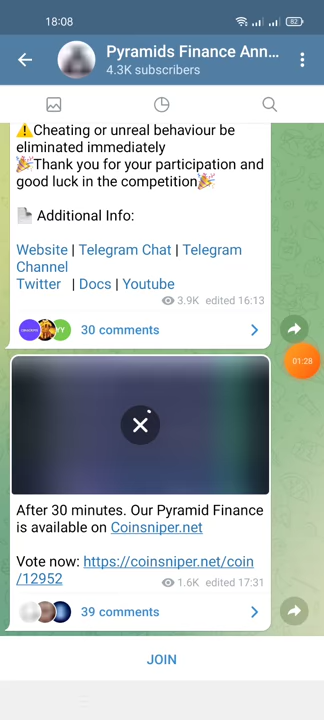 18:08
82
Pyramids Finance Ann...
4.3K subscribers
⚠️Cheating or unreal behaviour be
eliminated immediately
🎉Thank you for your participation and
good luck in the competition🎉
📄 Additional Info:
Website | Telegram Chat | Telegram
Channel
Twitter | Docs | Youtube
3.9K edited 16:13
YY
30 comments
01:28
After 30 minutes. Our Pyramid Finance
is available on Coinsniper.net
Vote now: https://coinsniper.net/coin
/12952
1.6K edited 17:31
39 comments
JOIN